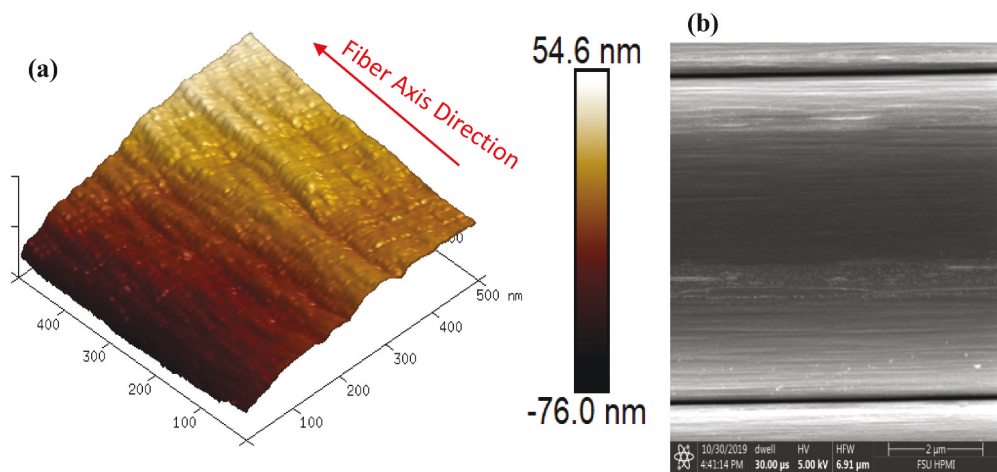 (a)
Fiber Axis Direction
54.6 nm
-76.0 nm
500 nm
400
300
200
100
400
300
200
100
(b)
10/30/2019 dwell HV HFW 2 µm
4:41:14 PM 30.00 µs 5.00 kV 6.91 µm FSU HPMI